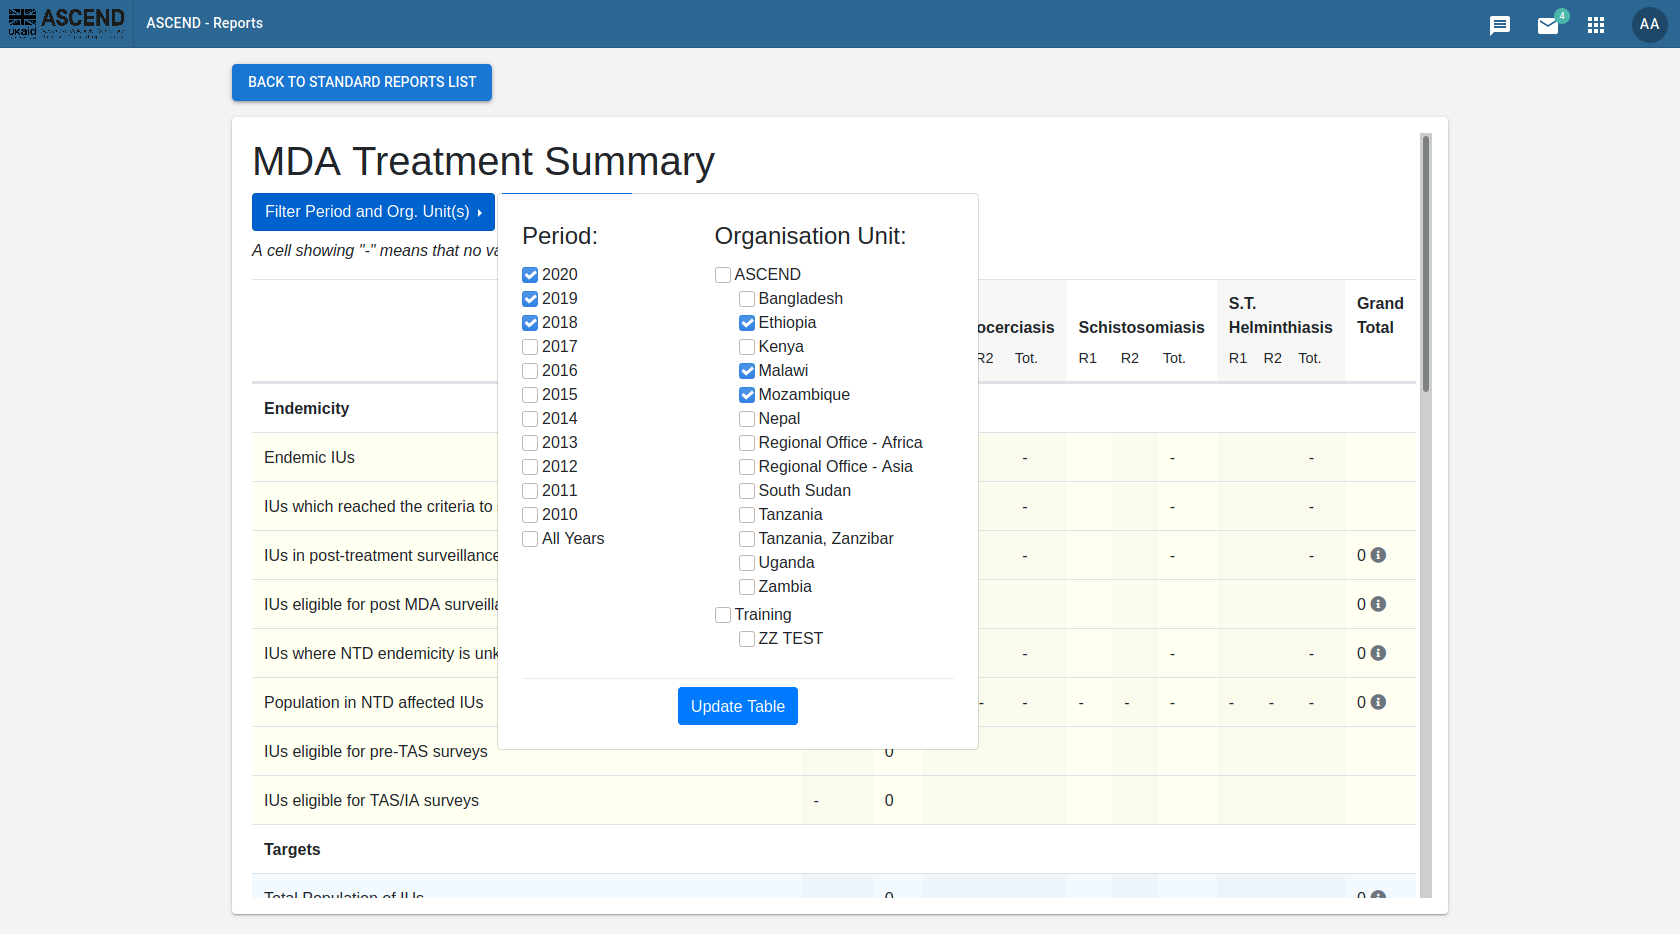 UKaid
ASCEND
ASCEND - Reports
4
AA
BACK TO STANDARD REPORTS LIST
MDA Treatment Summary
Filter Period and Org. Unit(s)
A cell showing "-" means that no va
Period:
2020
2019
2018
2017
2016
2015
2014
2013
2012
2011
2010
All Years
Organisation Unit:
ASCEND
Bangladesh
Ethiopia
Kenya
Malawi
Mozambique
Nepal
Regional Office - Africa
Regional Office - Asia
South Sudan
Tanzania
Tanzania, Zanzibar
Uganda
Zambia
Training
ZZ TEST
Update Table
ocerciasis Schistosomiasis S.T. Helminthiasis Grand Total
R2 Tot. R1 R2 Tot. R1 R2 Tot.
Endemicity
Endemic IUs - - -
IUs which reached the criteria to - - -
IUs in post-treatment surveillance - - - 0
IUs eligible for post MDA surveilla 0
IUs where NTD endemicity is unk - - - 0
Population in NTD affected IUs - - - - - - - - 0
IUs eligible for pre-TAS surveys 0
IUs eligible for TAS/IA surveys - 0
Targets
Total Population of IUs 0 0